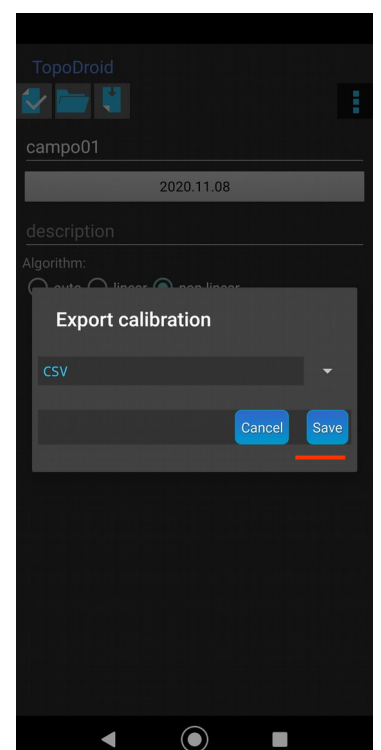 TopoDroid
campo01
2020.11.08
description
Algorithm:
auto linear non linear
Export calibration
CSV
Cancel Save